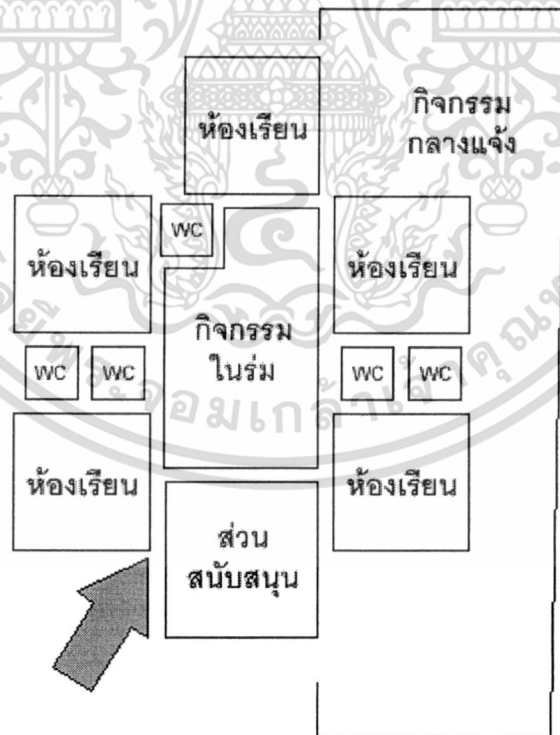 ห้องเรียน
กิจกรรม
กลางแจ้ง
WC
ห้องเรียน
ห้องเรียน
กิจกรรม
ในร่ม
WC
WC
WC
WC
ห้องเรียน
ห้องเรียน
ส่วน
สนับสนุน